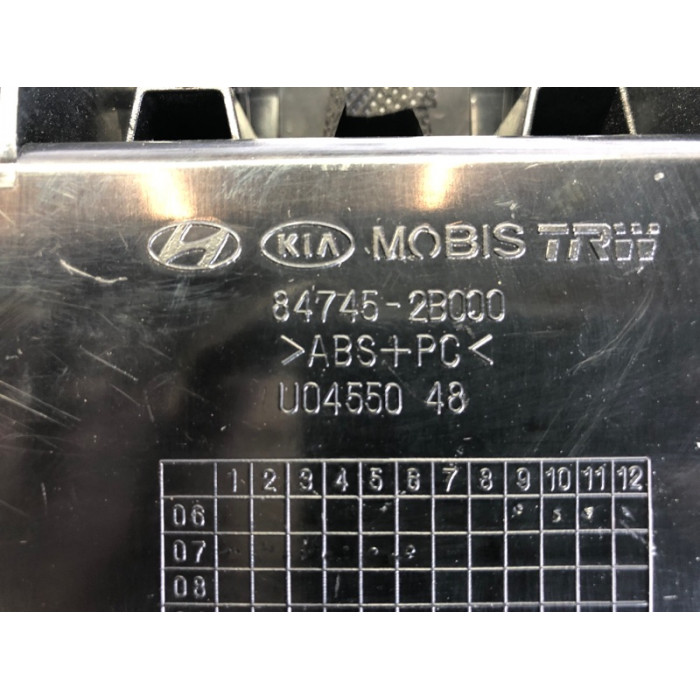 KIA MOBIS TRW
84745-2B000
>ABS+PC<
U04550 48
1 2 3 4 5 6 7 8 9 10 11 12
06
07
08